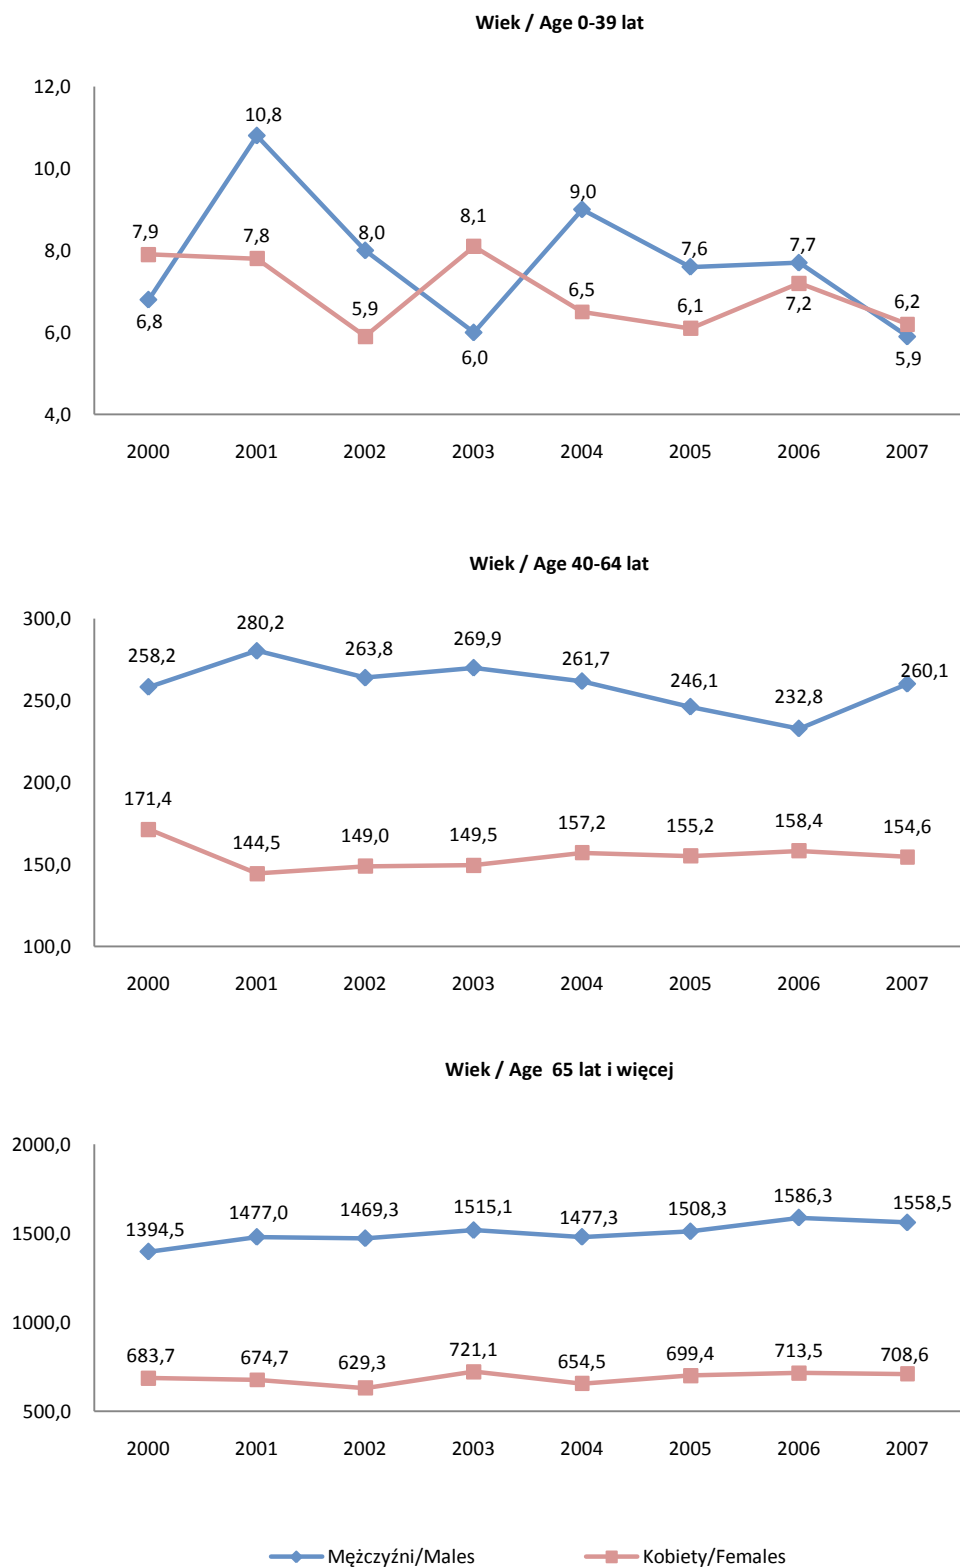 Wiek / Age 0-39 lat
12,0
10,0
8,0
6,0
4,0
10,8
7,9
7,8
8,0
8,1
9,0
7,6
7,7
6,8
5,9
6,0
6,5
6,1
7,2
6,2
5,9
2000 2001 2002 2003 2004 2005 2006 2007
Wiek / Age 40-64 lat
300,0
250,0
200,0
150,0
100,0
258,2 280,2 263,8 269,9 261,7 246,1 232,8 260,1
171,4 144,5 149,0 149,5 157,2 155,2 158,4 154,6
2000 2001 2002 2003 2004 2005 2006 2007
Wiek / Age 65 lat i więcej
2000,0
1500,0
1000,0
500,0
1394,5 1477,0 1469,3 1515,1 1477,3 1508,3 1586,3 1558,5
683,7 674,7 629,3 721,1 654,5 699,4 713,5 708,6
2000 2001 2002 2003 2004 2005 2006 2007
Mężczyźni/Males Kobiety/Females